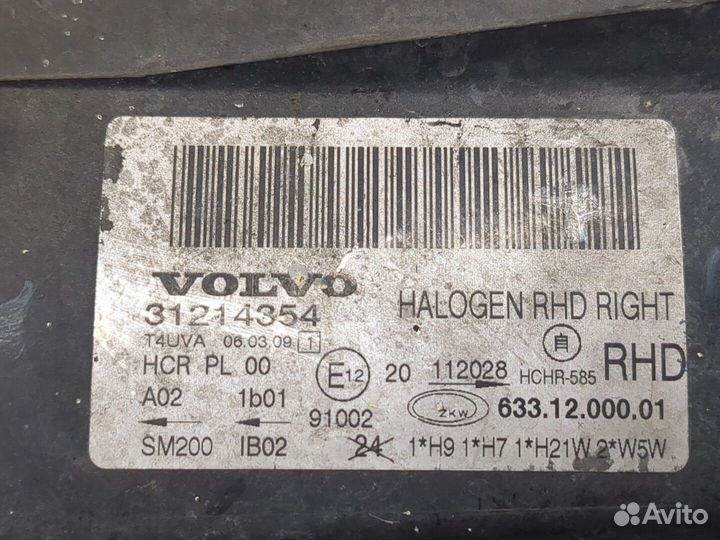 VOLVO
31214354
HALOGEN RHD RIGHT
T4UVA 06.03.09 1
HCR PL 00
E12
20 112028
自
HCHR-585
RHD
A02 1b01
91002
ZKW
633.12.000.01
SM200 IB02
24 1*H9 1*H7 1*H21W 2*W5W
Avito